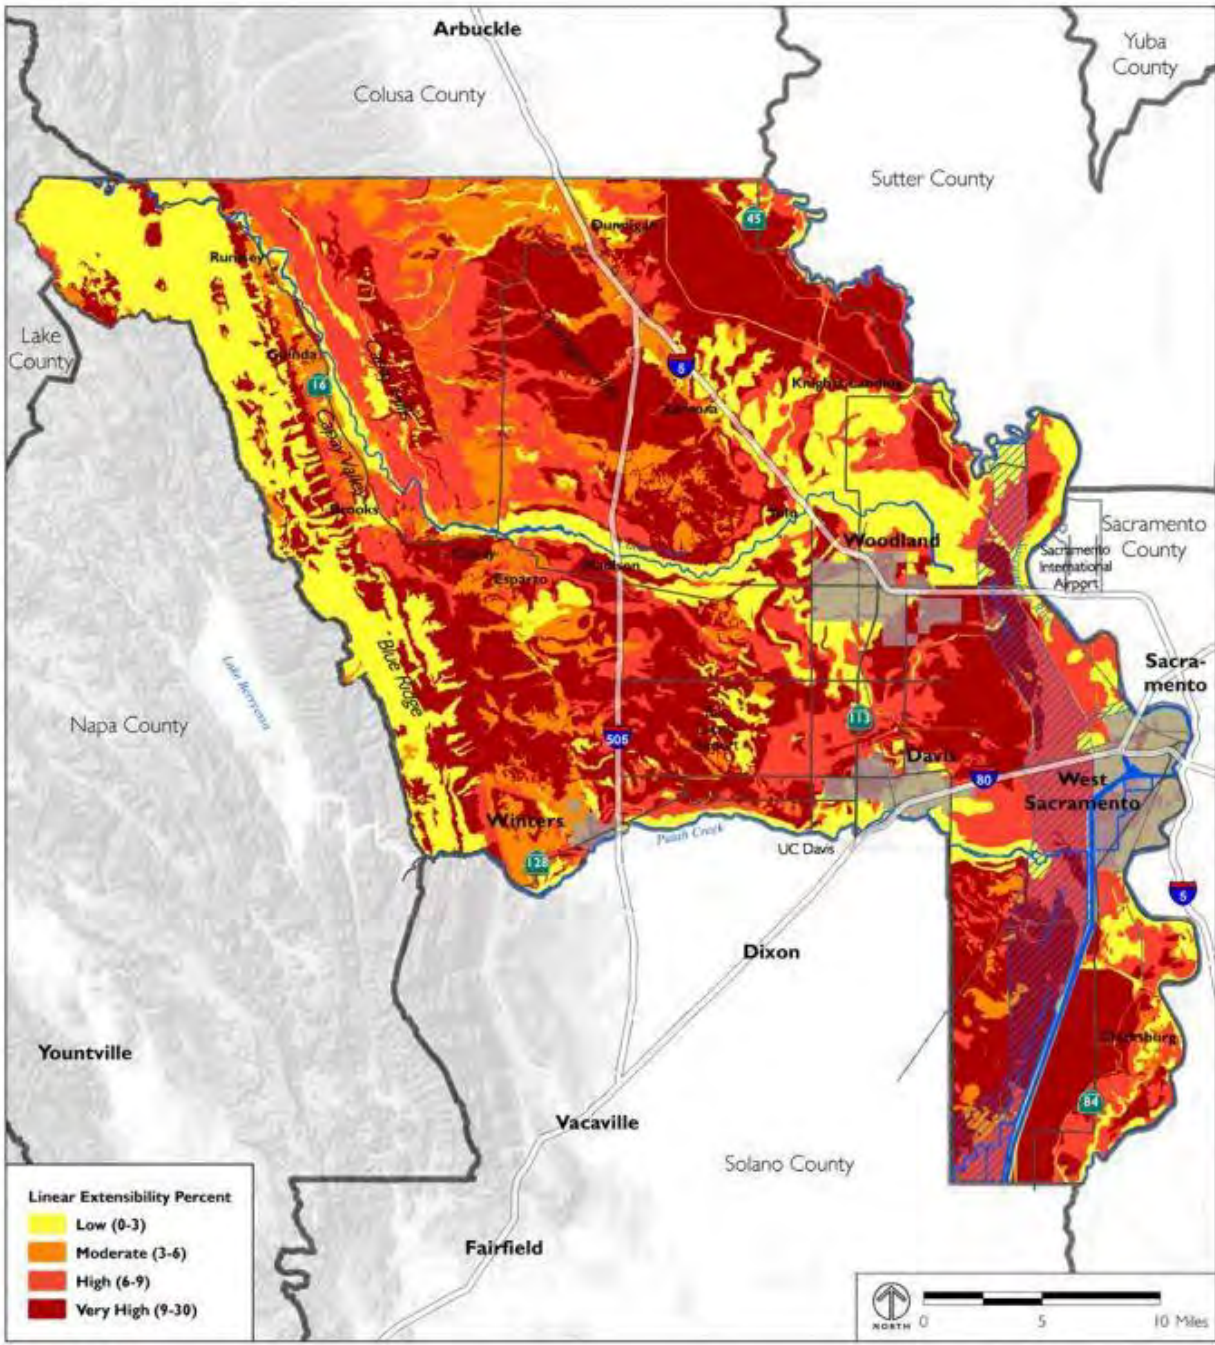 Arbuckle
Yuba
County
Colusa County
Sutter County
45
Dunnigan
Rumsey
Lake
County
Guinda
16
5
Knights Landing
Capay Hills
Zamora
Capay Valley
Brooks
Yolo
Woodland
Sacramento
County
Sacramento
International
Airport
Capay
Madison
Esparto
Blue Ridge
Lake Berryessa
Sacra-
mento
Napa County
505
113
Davis
80
West
Sacramento
Winters
Putah Creek
UC Davis
128
5
Dixon
Yountville
Clarksburg
84
Vacaville
Solano County
Fairfield
Linear Extensibility Percent
Low (0-3)
Moderate (3-6)
High (6-9)
Very High (9-30)
NORTH
0 5 10 Miles